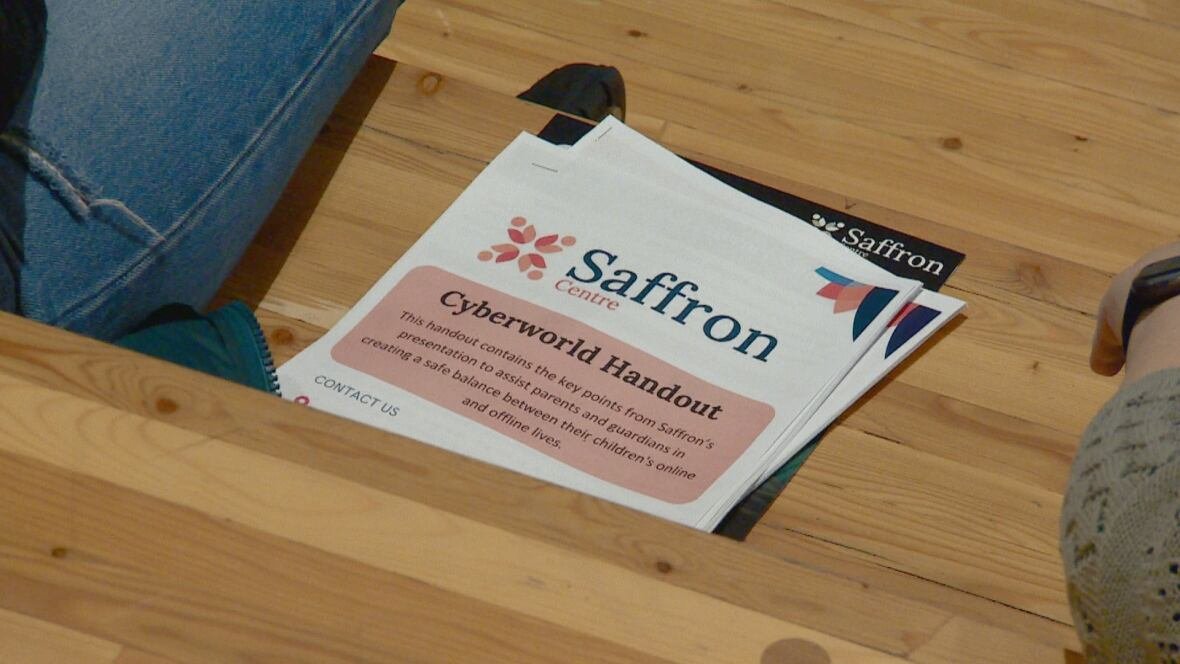 Saffron
Centre
Cyberworld Handout
This handout contains the key points from Saffron's
presentation to assist parents and guardians in
creating a safe balance between their children's online
and offline lives.
CONTACT US
Saffron